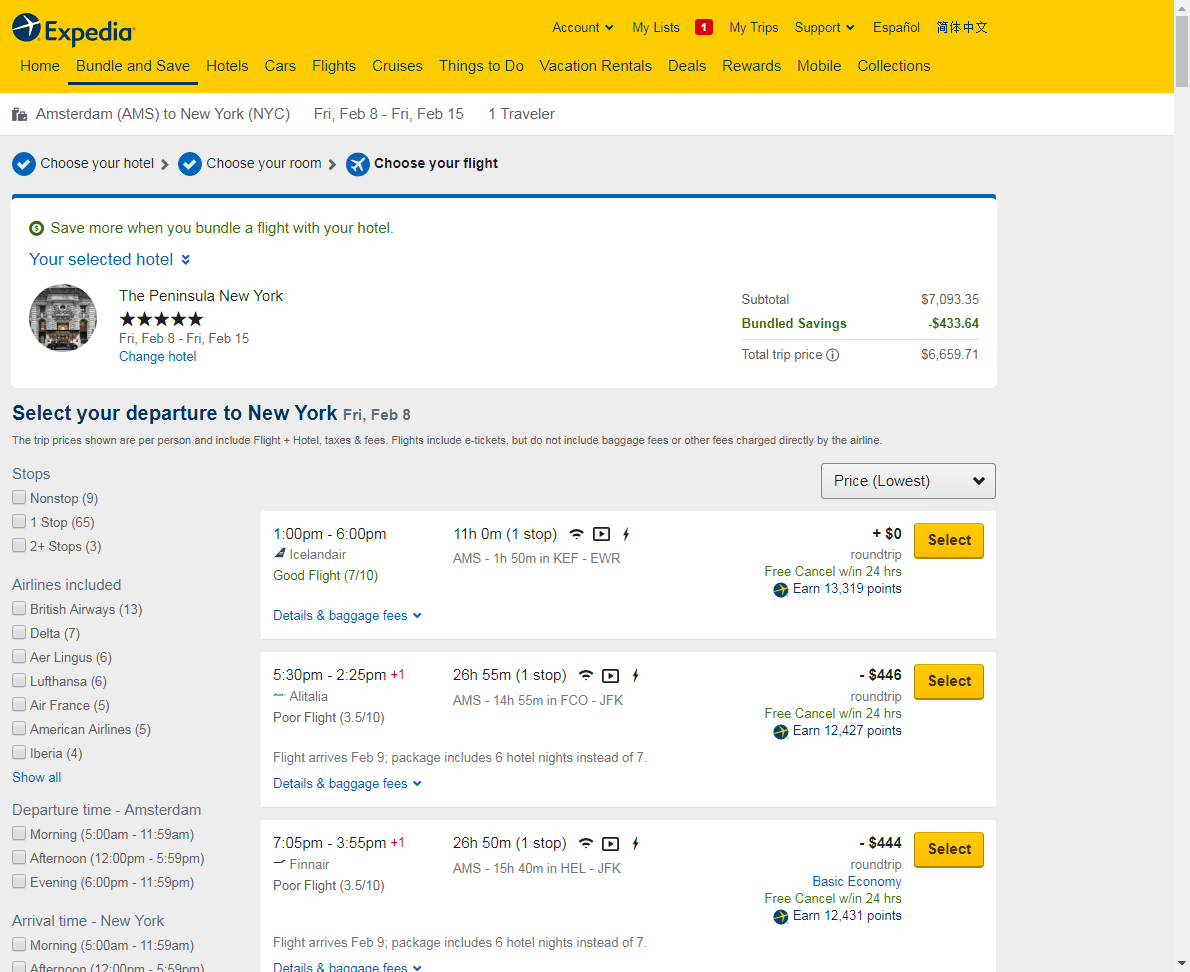 Expedia
Account My Lists 1 My Trips Support Español 简体中文
Home Bundle and Save Hotels Cars Flights Cruises Things to Do Vacation Rentals Deals Rewards Mobile Collections
Amsterdam (AMS) to New York (NYC) Fri, Feb 8 - Fri, Feb 15 1 Traveler
Choose your hotel Choose your room Choose your flight
Save more when you bundle a flight with your hotel.
Your selected hotel
The Peninsula New York
Fri, Feb 8 - Fri, Feb 15
Change hotel
Subtotal $7,093.35
Bundled Savings -$433.64
Total trip price $6,659.71
Select your departure to New York Fri, Feb 8
The trip prices shown are per person and include Flight + Hotel, taxes & fees. Flights include e-tickets, but do not include baggage fees or other fees charged directly by the airline.
Stops
Nonstop (9)
1 Stop (65)
2+ Stops (3)
Airlines included
British Airways (13)
Delta (7)
Aer Lingus (6)
Lufthansa (6)
Air France (5)
American Airlines (5)
Iberia (4)
Show all
Departure time - Amsterdam
Morning (5:00am - 11:59am)
Afternoon (12:00pm - 5:59pm)
Evening (6:00pm - 11:59pm)
Arrival time - New York
Morning (5:00am - 11:59am)
Afternoon (12:00pm - 5:59pm)
Price (Lowest)
1:00pm - 6:00pm
Icelandair
Good Flight (7/10)
11h 0m (1 stop)
AMS - 1h 50m in KEF - EWR
+ $0
roundtrip
Free Cancel w/in 24 hrs
Earn 13,319 points
Select
Details & baggage fees
5:30pm - 2:25pm +1
Alitalia
Poor Flight (3.5/10)
26h 55m (1 stop)
AMS - 14h 55m in FCO - JFK
- $446
roundtrip
Free Cancel w/in 24 hrs
Earn 12,427 points
Select
Flight arrives Feb 9; package includes 6 hotel nights instead of 7.
Details & baggage fees
7:05pm - 3:55pm +1
Finnair
Poor Flight (3.5/10)
26h 50m (1 stop)
AMS - 15h 40m in HEL - JFK
- $444
roundtrip
Basic Economy
Free Cancel w/in 24 hrs
Earn 12,431 points
Select
Flight arrives Feb 9; package includes 6 hotel nights instead of 7.
Details & baggage fees